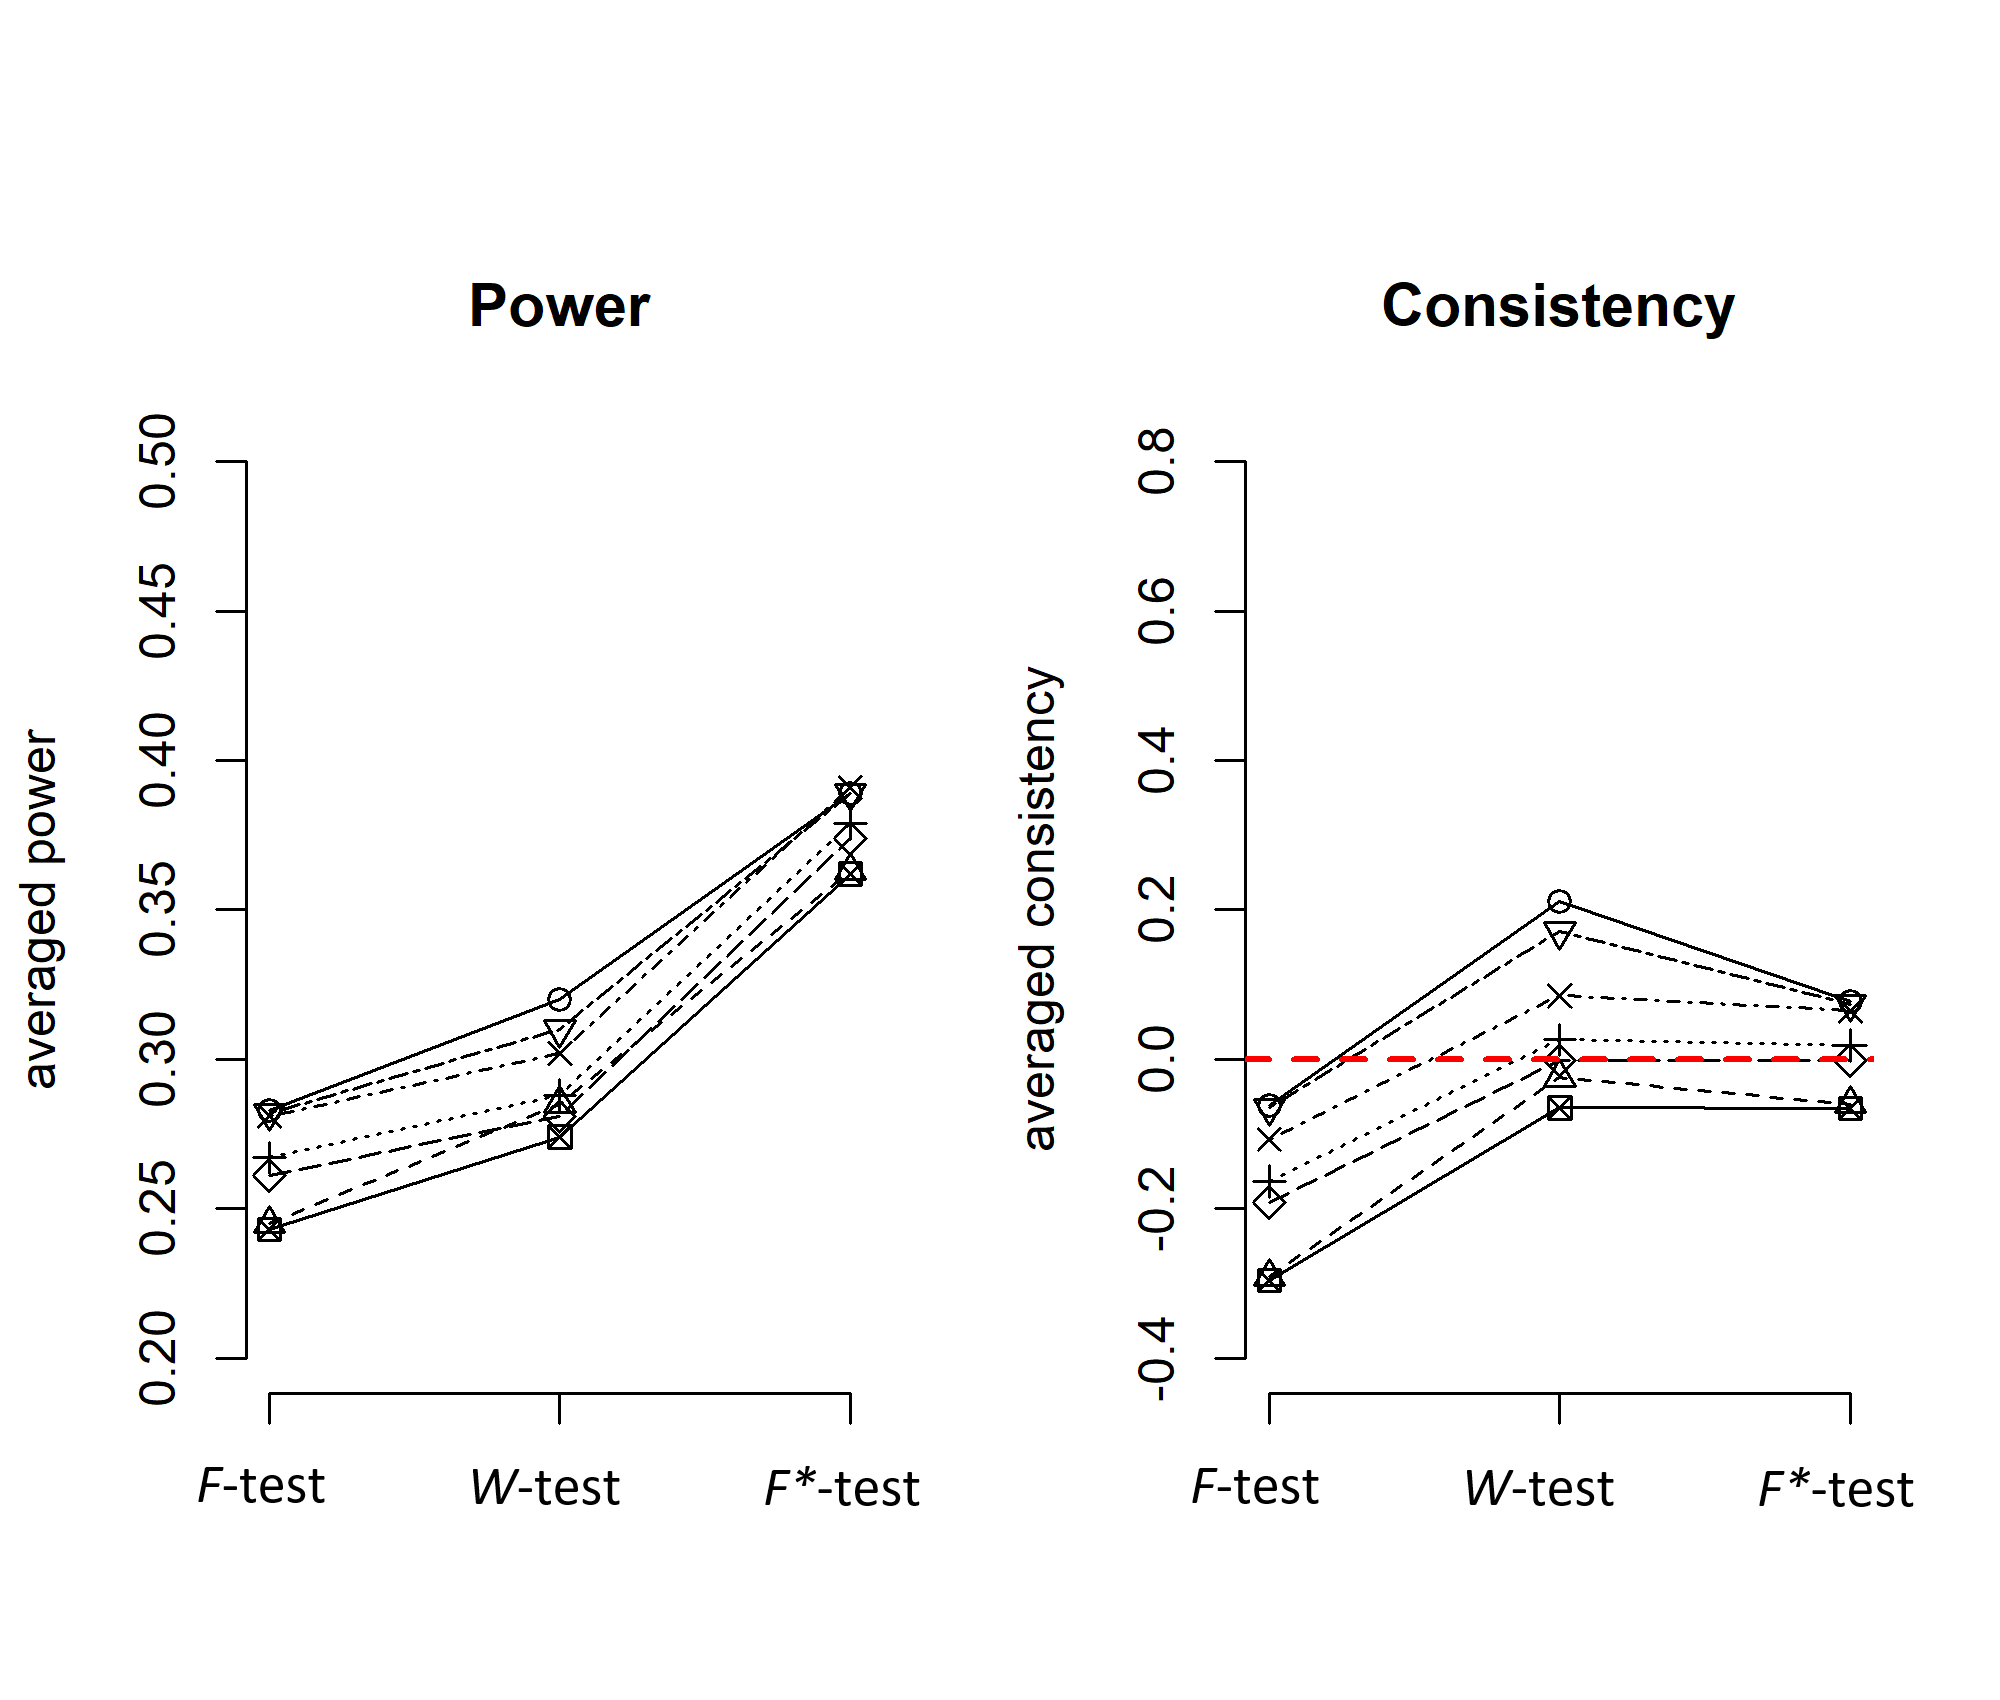 Power
averaged power
0.50
0.45
0.40
0.35
0.30
0.25
0.20
F-test W-test F*-test
Consistency
averaged consistency
0.8
0.6
0.4
0.2
0.0
-0.2
-0.4
F-test W-test F*-test